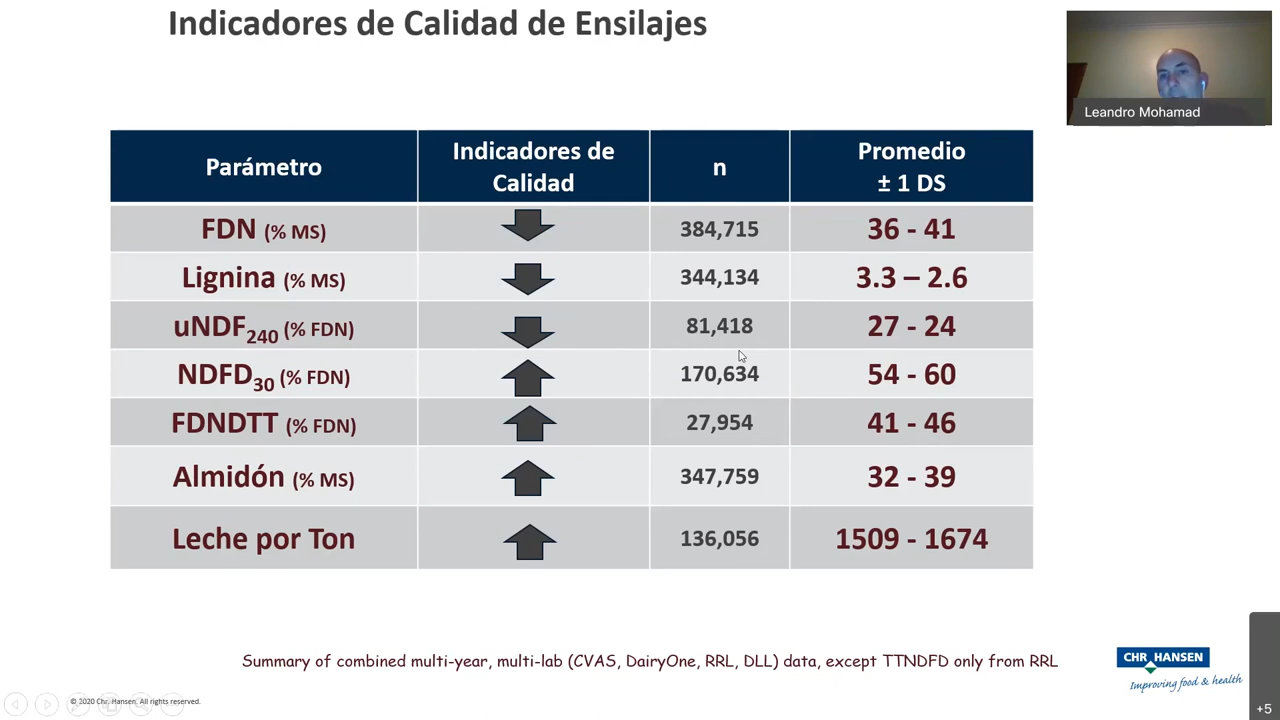 Indicadores de Calidad de Ensilajes
Leandro Mohamad
Parámetro
Indicadores de
Calidad
n
Promedio
± 1 DS
FDN (% MS)
384,715
36 - 41
Lignina (% MS)
344,134
3.3 – 2.6
uNDF240 (% FDN)
81,418
27 - 24
NDFD30 (% FDN)
170,634
54 - 60
FDNDTT (% FDN)
27,954
41 - 46
Almidón (% MS)
347,759
32 - 39
Leche por Ton
136,056
1509 - 1674
Summary of combined multi-year, multi-lab (CVAS, DairyOne, RRL, DLL) data, except TTNDFD only from RRL
CHR HANSEN
Improving food & health
© 2020 Chr. Hansen. All rights reserved.
+5